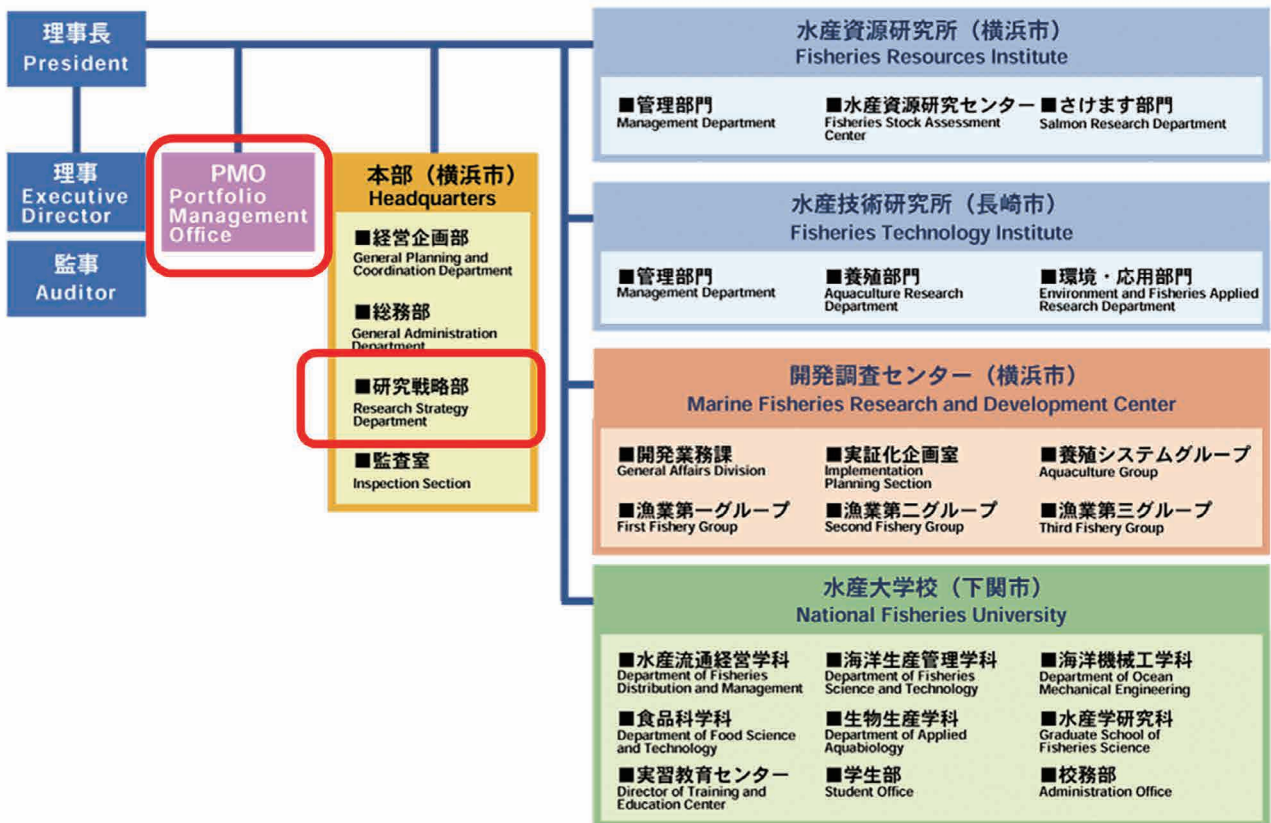 理事長
President
理事
Executive
Director
監事
Auditor
PMO
Portfolio
Management
Office
本部（横浜市）
Headquarters
■経営企画部
General Planning and
Coordination Department
■総務部
General Administration
Department
■研究戦略部
Research Strategy
Department
■監査室
Inspection Section
水産資源研究所（横浜市）
Fisheries Resources Institute
■管理部門
Management Department
■水産資源研究センター
Fisheries Stock Assessment
Center
■さけます部門
Salmon Research Department
水産技術研究所（長崎市）
Fisheries Technology Institute
■管理部門
Management Department
■養殖部門
Aquaculture Research
Department
■環境・応用部門
Environment and Fisheries Applied
Research Department
開発調査センター（横浜市）
Marine Fisheries Research and Development Center
■開発業務課
General Affairs Division
■実証化企画室
Implementation
Planning Section
■養殖システムグループ
Aquaculture Group
■漁業第一グループ
First Fishery Group
■漁業第二グループ
Second Fishery Group
■漁業第三グループ
Third Fishery Group
水産大学校（下関市）
National Fisheries University
■水産流通経営学科
Department of Fisheries
Distribution and Management
■海洋生産管理学科
Department of Fisheries
Science and Technology
■海洋機械工学科
Department of Ocean
Mechanical Engineering
■食品科学科
Department of Food Science
and Technology
■生物生産学科
Department of Applied
Aquabiology
■水産学研究科
Graduate School of
Fisheries Science
■実習教育センター
Director of Training and
Education Center
■学生部
Student Office
■校務部
Administration Office